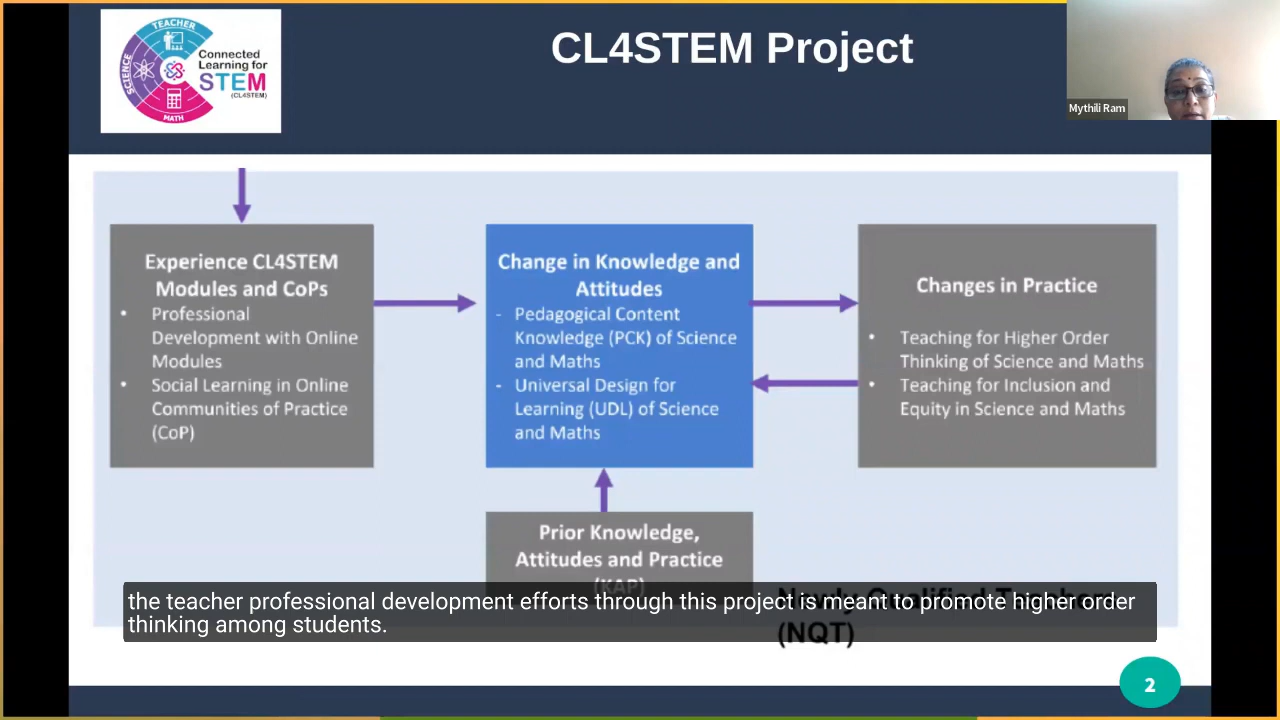 CL4STEM Project
TEACHER
SCIENCE
MATH
Connected
Learning for
STEM
(CL4STEM)
Mythili Ram
Experience CL4STEM
Modules and CoPs
• Professional
Development with Online
Modules
• Social Learning in Online
Communities of Practice
(CoP)
Change in Knowledge and
Attitudes
- Pedagogical Content
Knowledge (PCK) of Science
and Maths
- Universal Design for
Learning (UDL) of Science
and Maths
Changes in Practice
• Teaching for Higher Order
Thinking of Science and Maths
• Teaching for Inclusion and
Equity in Science and Maths
Prior Knowledge,
Attitudes and Practice
(KAP)
Newly Qualified Teachers
(NQT)
the teacher professional development efforts through this project is meant to promote higher order
thinking among students.
2